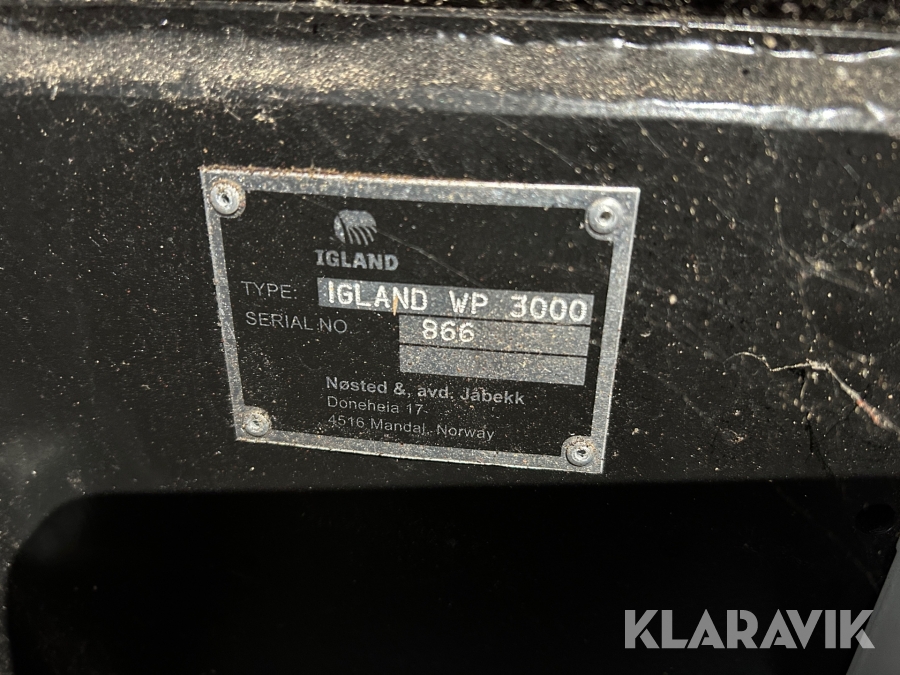 IGLAND
TYPE: IGLAND WP 3000
SERIAL NO. 866
Nøsted &, avd. Jåbekk
Doneheia 17
4516 Mandal, Norway
KLARAVIK